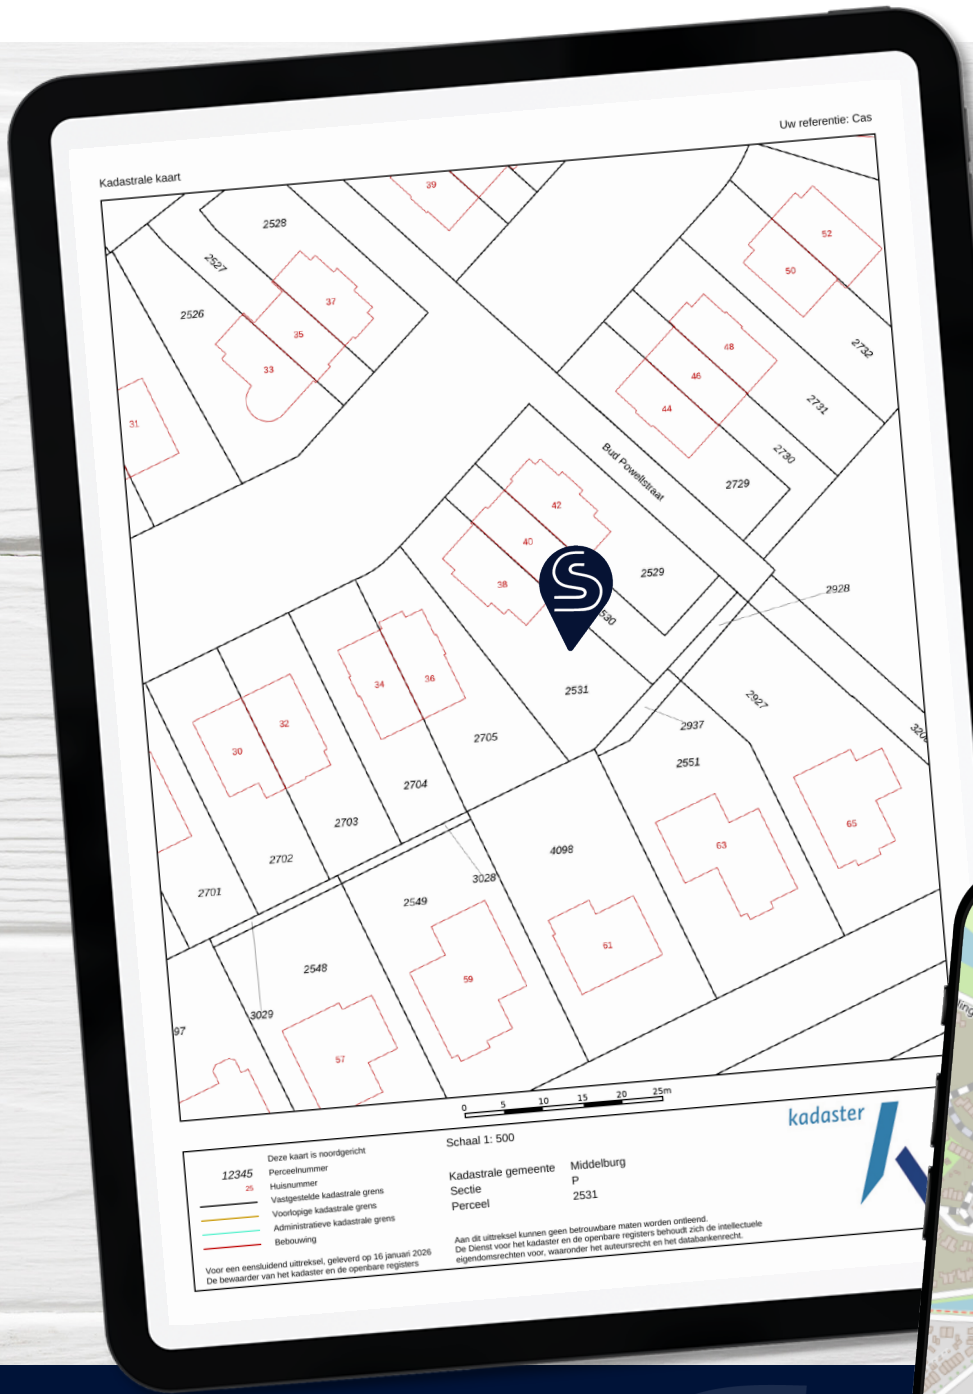 Uw referentie: Cas
Kadastrale kaart
39
2528
52
2527
50
37
2526
35
48
2732
33
46
31
44
2731
Bud Powellstraat
2730
2729
42
40
2529
38
2928
2531
34
36
2927
32
2937
30
2705
2551
2704
65
2703
63
4098
2702
3028
2701
2549
61
2548
59
3029
97
57
0 5 10 15 20 25m
Schaal 1: 500
kadaster
Deze kaart is noordgericht
12345 Perceelnummer
25 Huisnummer
Vastgestelde kadastrale grens
Voorlopige kadastrale grens
Administratieve kadastrale grens
Bebouwing
Kadastrale gemeente Middelburg
Sectie P
Perceel 2531
Voor een eensluidend uittreksel, geleverd op 16 januari 2026
De bewaarder van het kadaster en de openbare registers
Aan dit uittreksel kunnen geen betrouwbare maten worden ontleend.
De Dienst voor het kadaster en de openbare registers behoudt zich de intellectuele
eigendomsrechten voor, waaronder het auteursrecht en het databankenrecht.